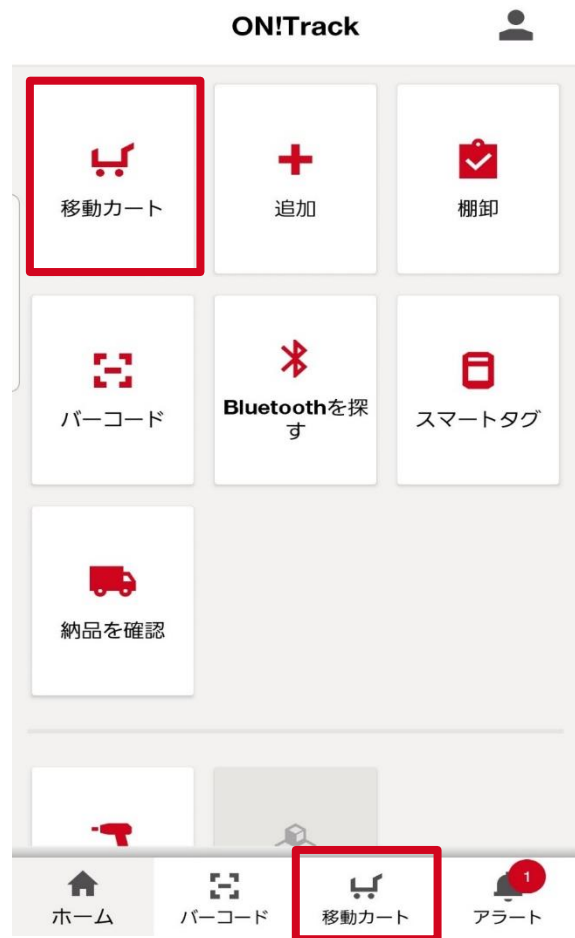 ON!Track
移動カート
追加
棚卸
バーコード
Bluetoothを探
す
スマートタグ
納品を確認
ホーム
バーコード
移動カート
アラート
1